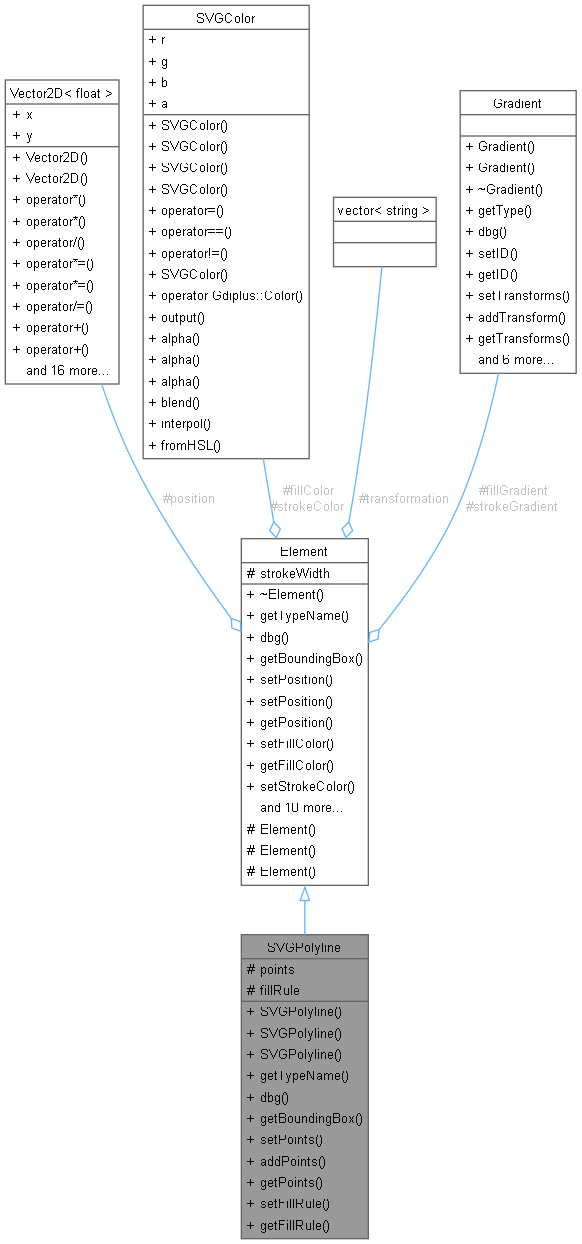 SVGColor
+ r
+ g
+ b
+ a
+ SVGColor()
+ SVGColor()
+ SVGColor()
+ SVGColor()
+ operator=()
+ operator==()
+ operator!=()
+ SVGColor()
+ operator Gdiplus::Color()
+ output()
+ alpha()
+ alpha()
+ alpha()
+ blend()
+ interpol()
+ fromHSL()
Vector2D< float >
+ x
+ y
+ Vector2D()
+ Vector2D()
+ operator*()
+ operator*()
+ operator/()
+ operator*=()
+ operator*=()
+ operator/=()
+ operator+()
+ operator+()
and 16 more...
vector< string >
Gradient
+ Gradient()
+ Gradient()
+ ~Gradient()
+ getType()
+ dbg()
+ setID()
+ getID()
+ setTransforms()
+ addTransform()
+ getTransforms()
and 6 more...
#position
#fillColor
#strokeColor
#transformation
#fillGradient
#strokeGradient
Element
# strokeWidth
+ ~Element()
+ getTypeName()
+ dbg()
+ getBoundingBox()
+ setPosition()
+ setPosition()
+ getPosition()
+ setFillColor()
+ getFillColor()
+ setStrokeColor()
and 10 more...
# Element()
# Element()
# Element()
SVGPolyline
# points
# fillRule
+ SVGPolyline()
+ SVGPolyline()
+ SVGPolyline()
+ getTypeName()
+ dbg()
+ getBoundingBox()
+ setPoints()
+ addPoints()
+ getPoints()
+ setFillRule()
+ getFillRule()